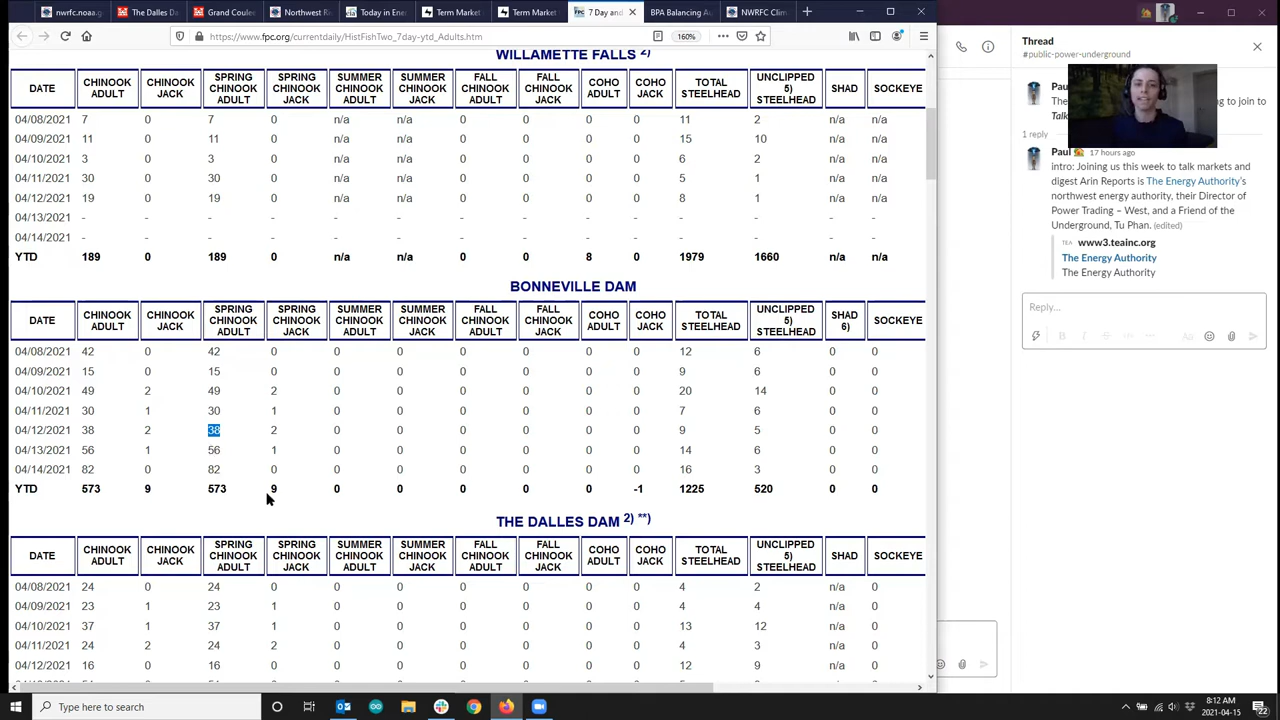 nwrfc.noaa.g
The Dalles Da
Grand Coulee
Northwest Ri
Today in Ener
Term Market
Term Market
7 Day and
BPA Balancing Au
NWRFC Clim
https://www.fpc.org/currentdaily/HistFishTwo_7day-ytd_Adults.htm
160%
WILLAMETTE FALLS 2)
DATE CHINOOK ADULT CHINOOK JACK SPRING CHINOOK ADULT SPRING CHINOOK JACK SUMMER CHINOOK ADULT SUMMER CHINOOK JACK FALL CHINOOK ADULT FALL CHINOOK JACK COHO ADULT COHO JACK TOTAL STEELHEAD UNCLIPPED 5) STEELHEAD SHAD SOCKEYE
04/08/2021 7 0 7 0 n/a n/a 0 0 0 0 11 2 n/a n/a
04/09/2021 11 0 11 0 n/a n/a 0 0 0 0 15 10 n/a n/a
04/10/2021 3 0 3 0 n/a n/a 0 0 0 0 6 2 n/a n/a
04/11/2021 30 0 30 0 n/a n/a 0 0 0 0 5 1 n/a n/a
04/12/2021 19 0 19 0 n/a n/a 0 0 0 0 8 1 n/a n/a
04/13/2021 - - - - - - - - - - - - - -
04/14/2021 - - - - - - - - - - - - - -
YTD 189 0 189 0 n/a n/a 0 0 8 0 1979 1660 n/a n/a
BONNEVILLE DAM
DATE CHINOOK ADULT CHINOOK JACK SPRING CHINOOK ADULT SPRING CHINOOK JACK SUMMER CHINOOK ADULT SUMMER CHINOOK JACK FALL CHINOOK ADULT FALL CHINOOK JACK COHO ADULT COHO JACK TOTAL STEELHEAD UNCLIPPED 5) STEELHEAD SHAD 6) SOCKEYE
04/08/2021 42 0 42 0 0 0 0 0 0 0 12 6 0 0
04/09/2021 15 0 15 0 0 0 0 0 0 0 9 6 0 0
04/10/2021 49 2 49 2 0 0 0 0 0 0 20 14 0 0
04/11/2021 30 1 30 1 0 0 0 0 0 0 7 6 0 0
04/12/2021 38 2 38 2 0 0 0 0 0 0 9 5 0 0
04/13/2021 56 1 56 1 0 0 0 0 0 0 14 6 0 0
04/14/2021 82 0 82 0 0 0 0 0 0 0 16 3 0 0
YTD 573 9 573 9 0 0 0 0 0 -1 1225 520 0 0
THE DALLES DAM 2) **)
DATE CHINOOK ADULT CHINOOK JACK SPRING CHINOOK ADULT SPRING CHINOOK JACK SUMMER CHINOOK ADULT SUMMER CHINOOK JACK FALL CHINOOK ADULT FALL CHINOOK JACK COHO ADULT COHO JACK TOTAL STEELHEAD UNCLIPPED 5) STEELHEAD SHAD SOCKEYE
04/08/2021 24 0 24 0 0 0 0 0 0 0 4 2 n/a 0
04/09/2021 23 1 23 1 0 0 0 0 0 0 4 4 n/a 0
04/10/2021 37 1 37 1 0 0 0 0 0 0 13 12 n/a 0
04/11/2021 24 2 24 2 0 0 0 0 0 0 4 3 n/a 0
04/12/2021 16 0 16 0 0 0 0 0 0 0 12 9 n/a 0
Thread
#public-power-underground
Pau
The
g to join to
Talk
1 reply
Paul 17 hours ago
intro: Joining us this week to talk markets and
digest Arin Reports is The Energy Authority's
northwest energy authority, their Director of
Power Trading – West, and a Friend of the
Underground, Tu Phan. (edited)
TEA www3.teainc.org
The Energy Authority
The Energy Authority
Reply...
Type here to search
8:12 AM
2021-04-15
22